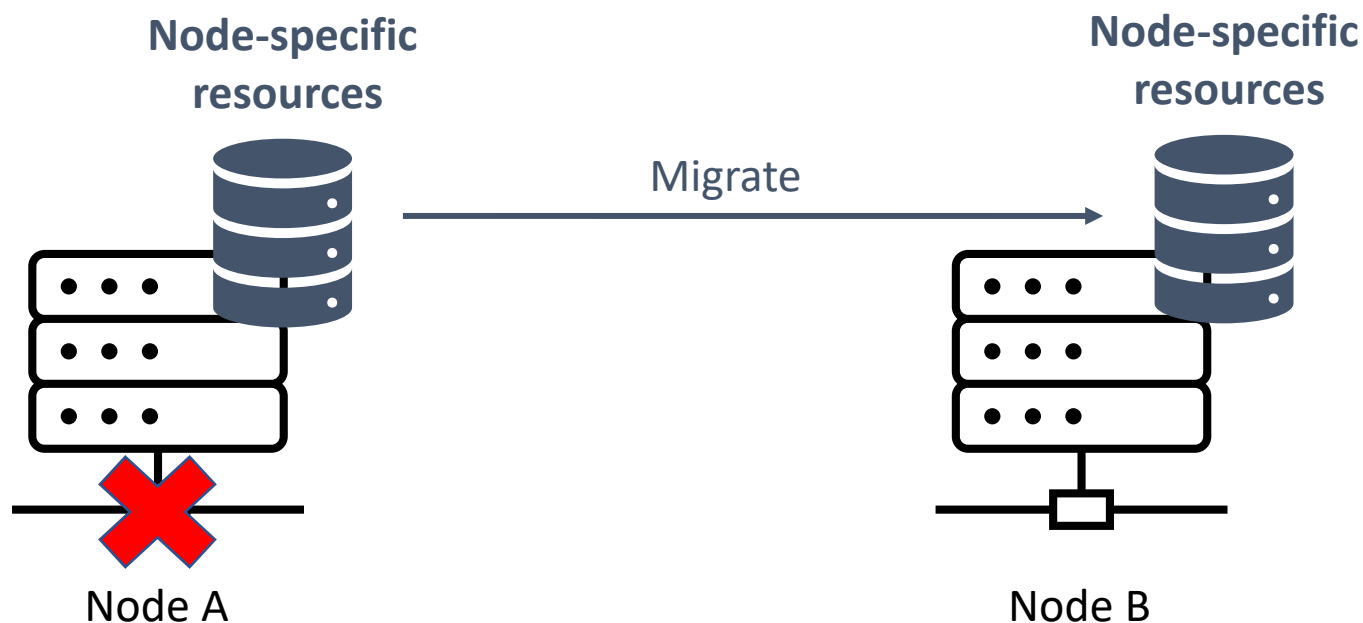 Node-specific
resources
Node-specific
resources
Migrate
Node A
Node B